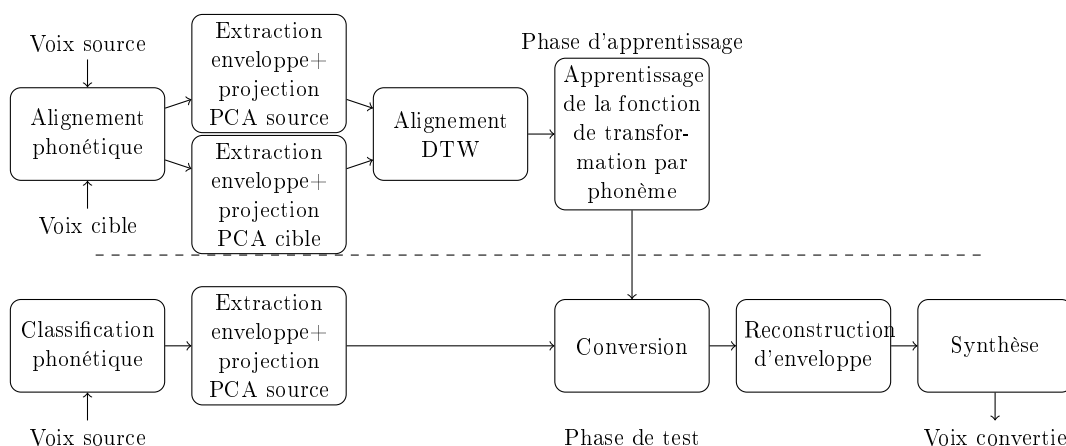 Voix source
Alignement
phonétique
Voix cible
Extraction
enveloppe+
projection
PCA source
Extraction
enveloppe+
projection
PCA cible
Alignement
DTW
Phase d'apprentissage
Apprentissage
de la fonction
de transfor-
mation par
phonème
Classification
phonétique
Voix source
Extraction
enveloppe+
projection
PCA source
Conversion
Reconstruction
d'enveloppe
Synthèse
Phase de test
Voix convertie